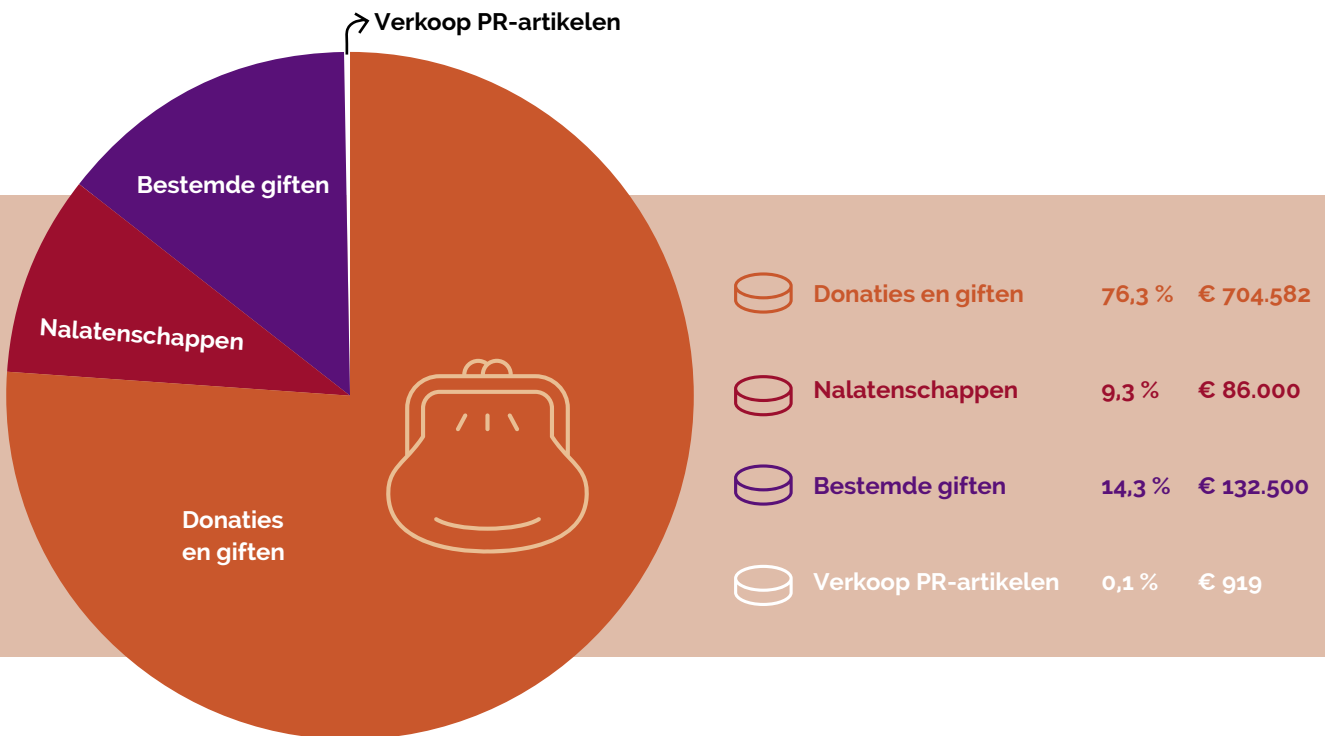 Verkoop PR-artikelen
Bestemde giften
Nalatenschappen
Donaties
en giften
Donaties en giften 76,3 % € 704.582
Nalatenschappen 9,3 % € 86.000
Bestemde giften 14,3 % € 132.500
Verkoop PR-artikelen 0,1 % € 919